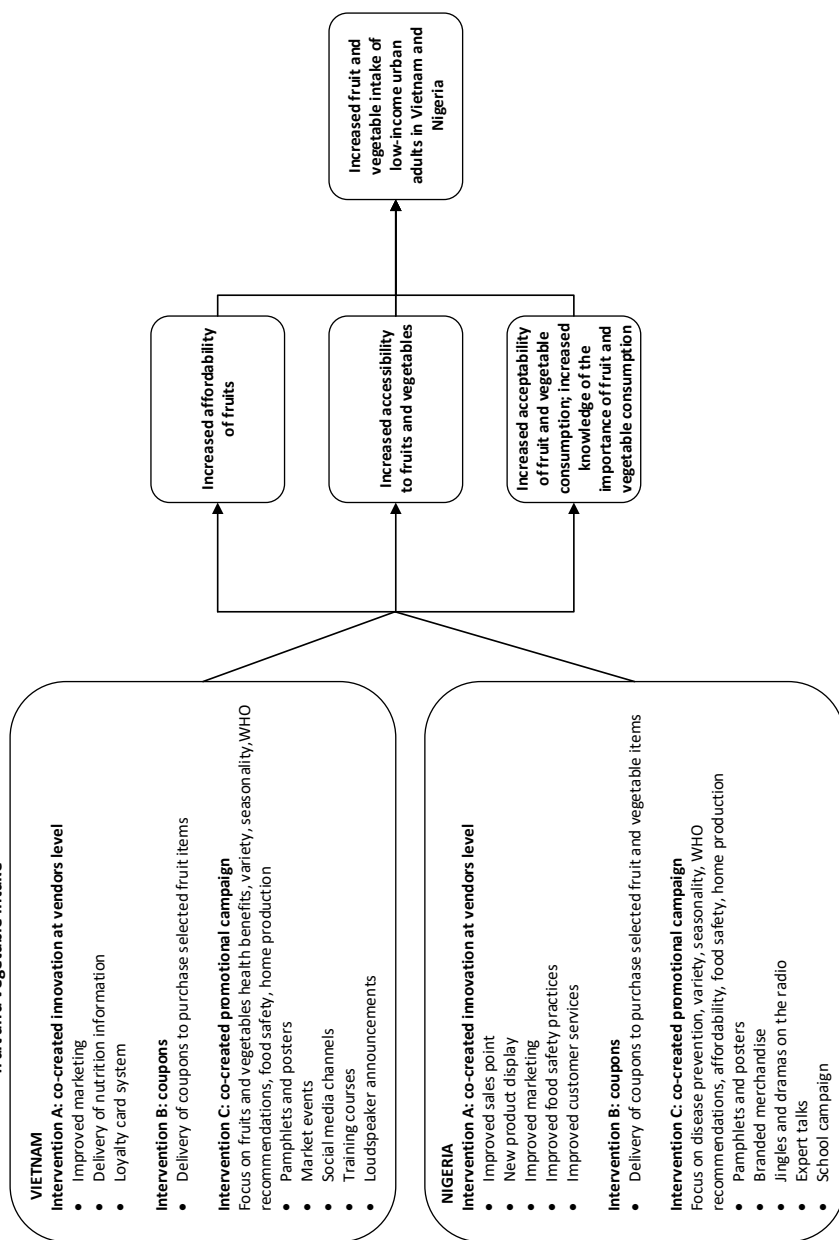 VIETNAM
Intervention A: co-created innovation at vendors level
• Improved marketing
• Delivery of nutrition information
• Loyalty card system
Intervention B: coupons
• Delivery of coupons to purchase selected fruit items
Intervention C: co-created promotional campaign
Focus on fruits and vegetables health benefits, variety, seasonality, WHO
recommendations, food safety, home production
• Pamphlets and posters
• Market events
• Social media channels
• Training courses
• Loudspeaker announcements
NIGERIA
Intervention A: co-created innovation at vendors level
• Improved sales point
• New product display
• Improved marketing
• Improved food safety practices
• Improved customer services
Intervention B: coupons
• Delivery of coupons to purchase selected fruit and vegetable items
Intervention C: co-created promotional campaign
Focus on disease prevention, variety, seasonality, WHO
recommendations, affordability, food safety, home production
• Pamphlets and posters
• Branded merchandise
• Jingles and dramas on the radio
• Expert talks
• School campaign
Increased affordability
of fruits
Increased accessibility
to fruits and vegetables
Increased acceptability
of fruit and vegetable
consumption; increased
knowledge of the
importance of fruit and
vegetable consumption
Increased fruit and
vegetable intake of
low-income urban
adults in Vietnam and
Nigeria